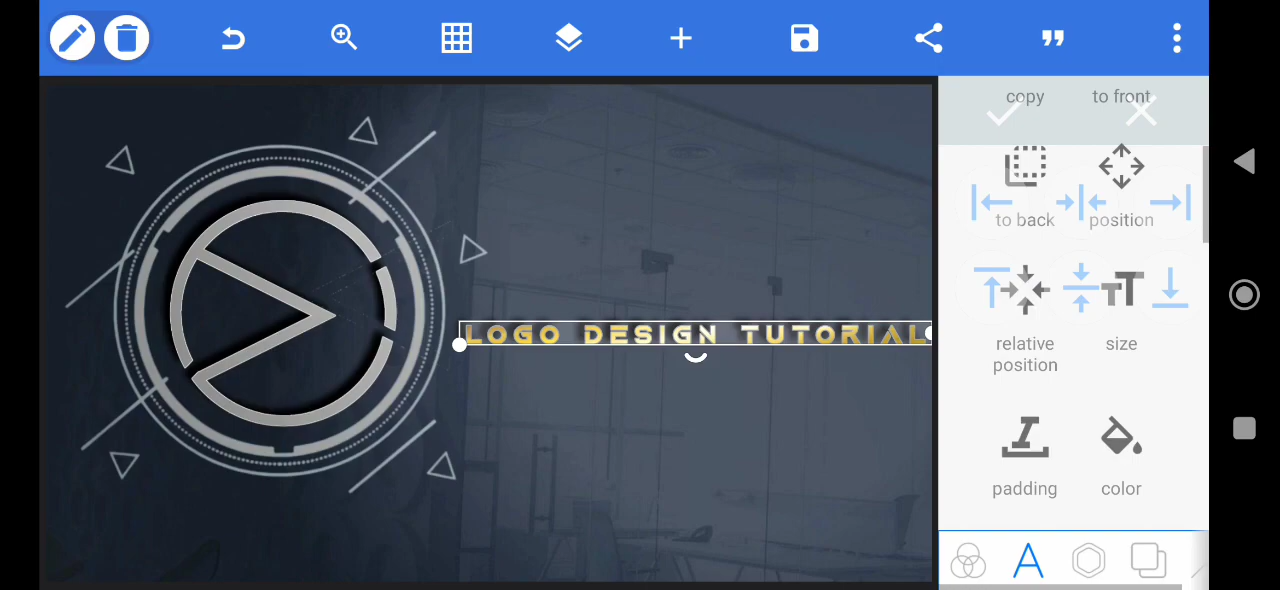 copy to front
to back position
LOGO DESIGN TUTORIAL
relative position size
padding color